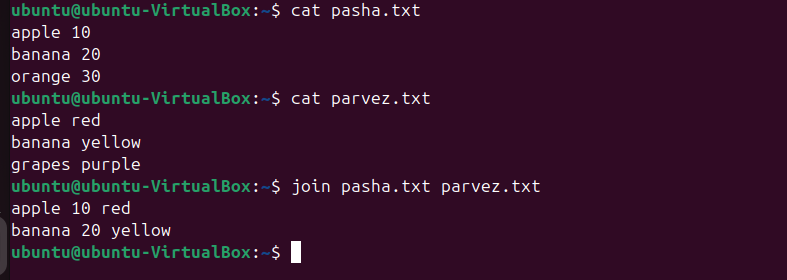 ubuntu@ubuntu-VirtualBox:~$ cat pasha.txt
apple 10
banana 20
orange 30
ubuntu@ubuntu-VirtualBox:~$ cat parvez.txt
apple red
banana yellow
grapes purple
ubuntu@ubuntu-VirtualBox:~$ join pasha.txt parvez.txt
apple 10 red
banana 20 yellow
ubuntu@ubuntu-VirtualBox:~$